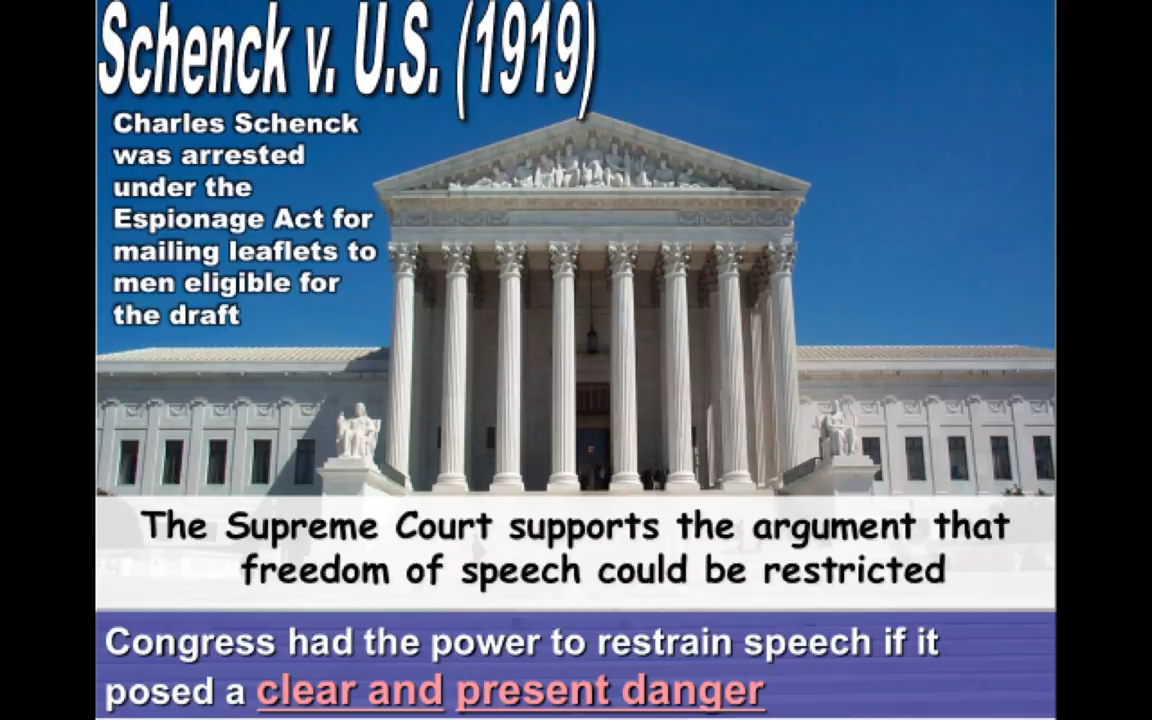 Schenck v. U.S. (1919)
Charles Schenck
was arrested
under the
Espionage Act for
mailing leaflets to
men eligible for
the draft
The Supreme Court supports the argument that
freedom of speech could be restricted
Congress had the power to restrain speech if it
posed a clear and present danger